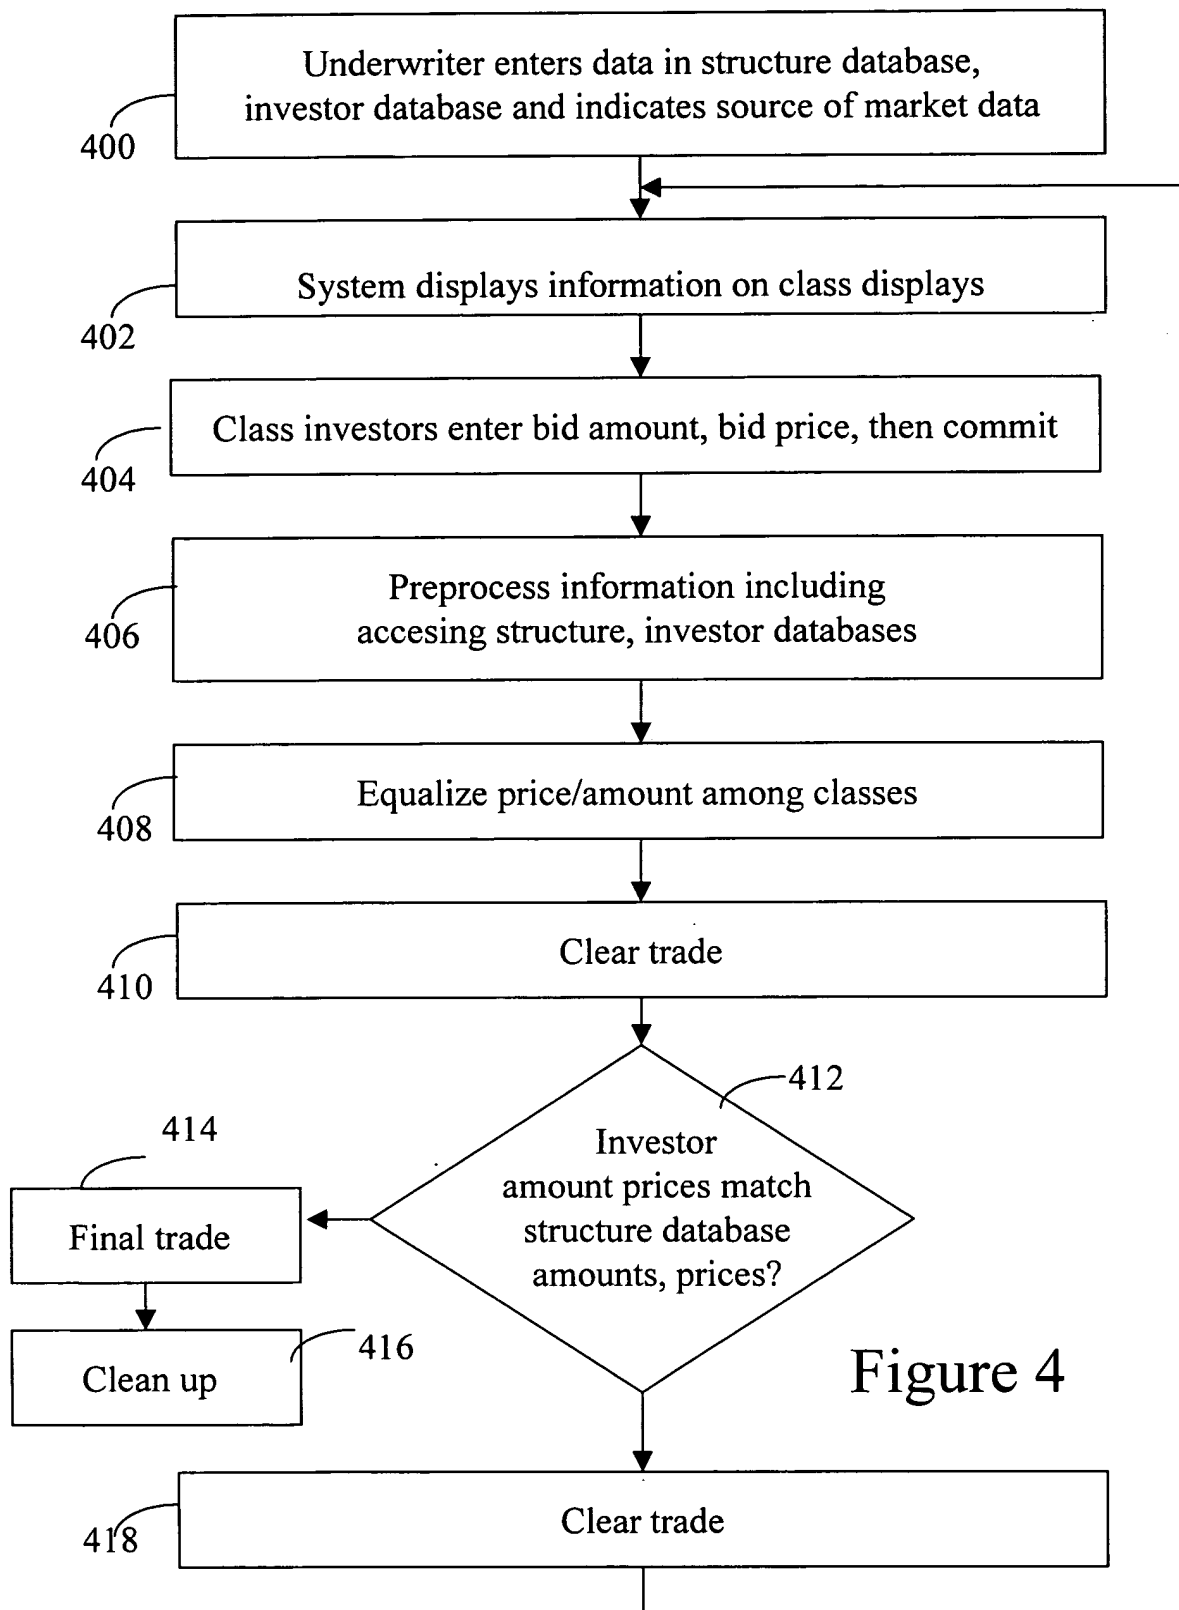 Underwriter enters data in structure database,
investor database and indicates source of market data
400
System displays information on class displays
402
Class investors enter bid amount, bid price, then commit
404
Preprocess information including
accesing structure, investor databases
406
Equalize price/amount among classes
408
Clear trade
410
412
Investor
amount prices match
structure database
amounts, prices?
414
Final trade
416
Clean up
Figure 4
Clear trade
418